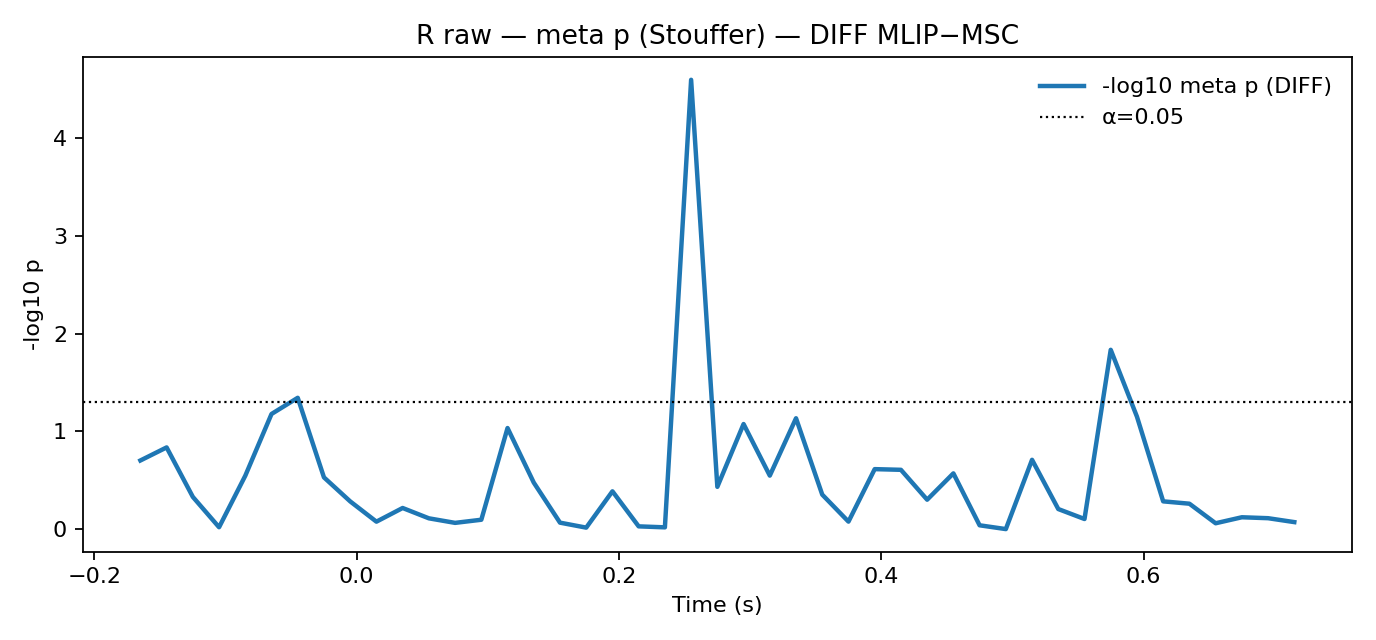 R raw — meta p (Stouffer) — DIFF MLIP−MSC
-log10 meta p (DIFF)
α=0.05
4
3
2
1
0
-log10 p
−0.2
0.0
0.2
0.4
0.6
Time (s)